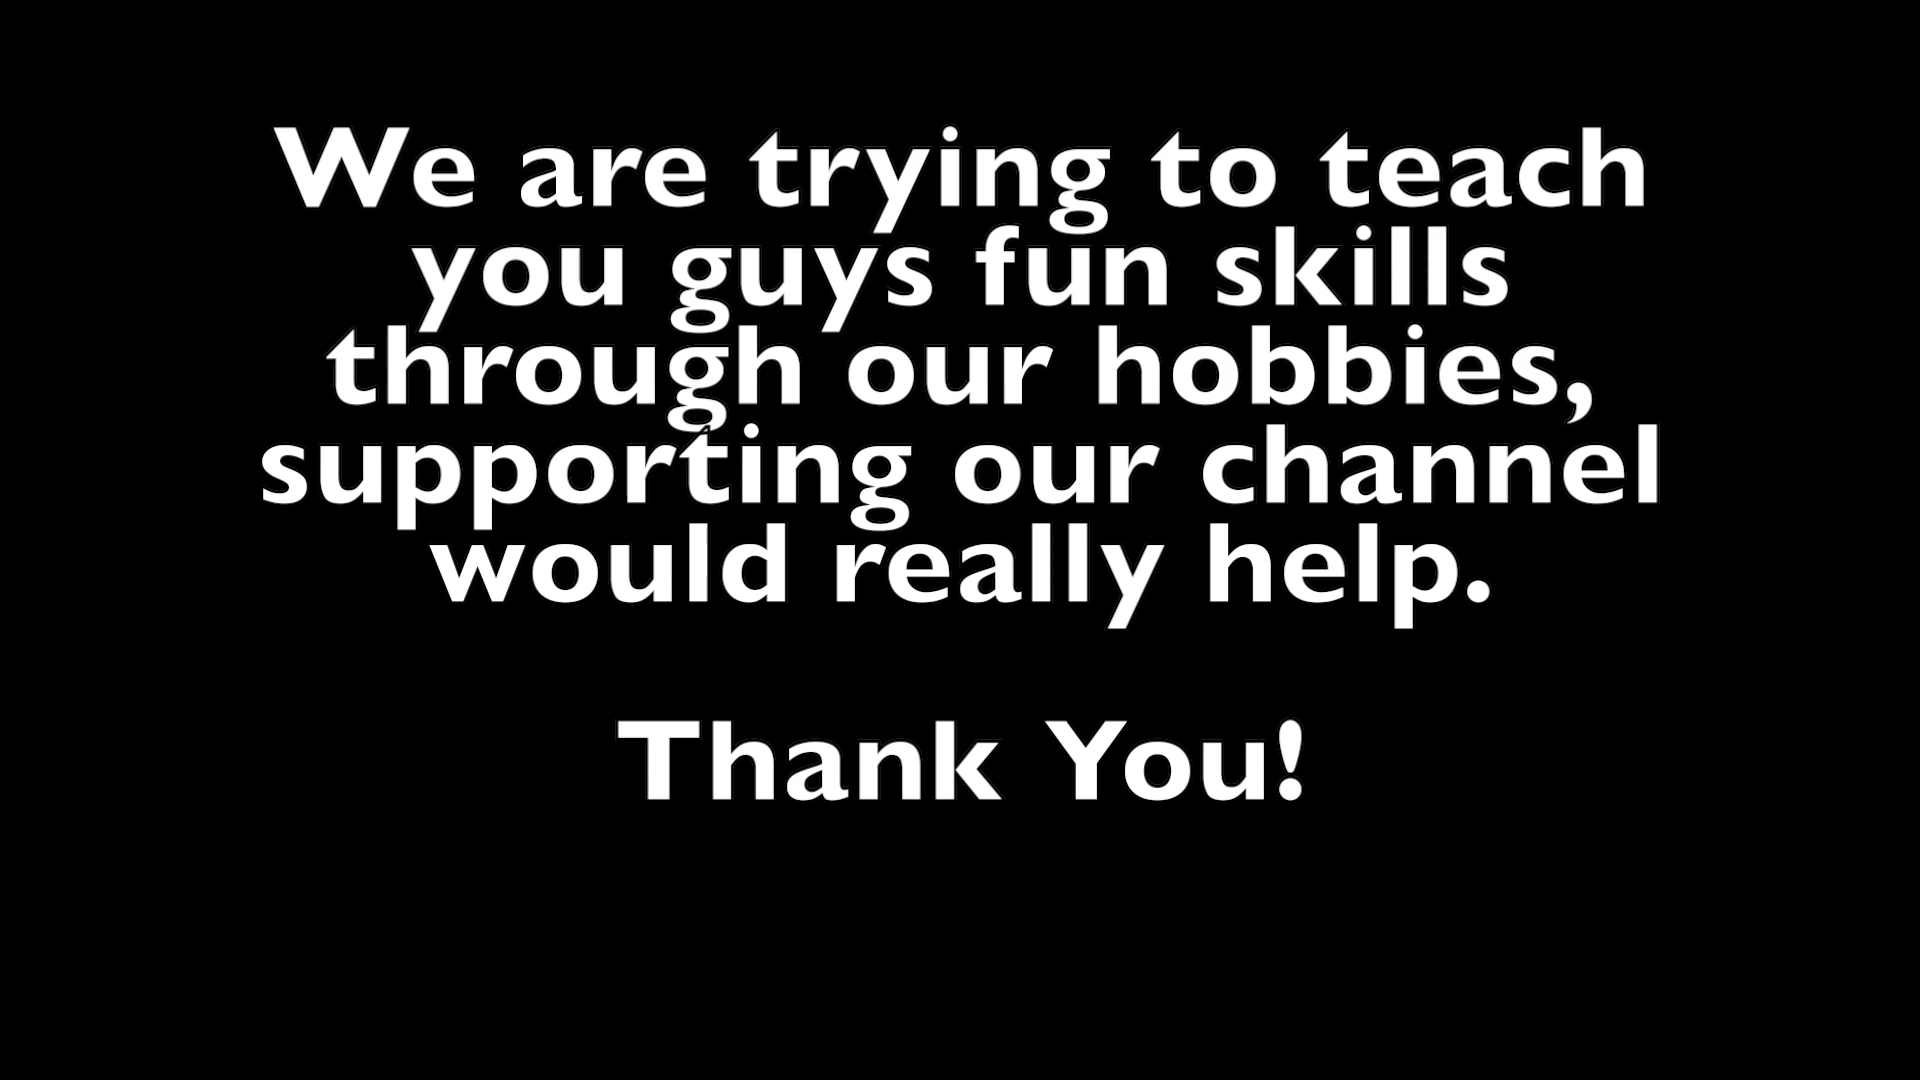 We are trying to teach
you guys fun skills
through our hobbies,
supporting our channel
would really help.
Thank You!